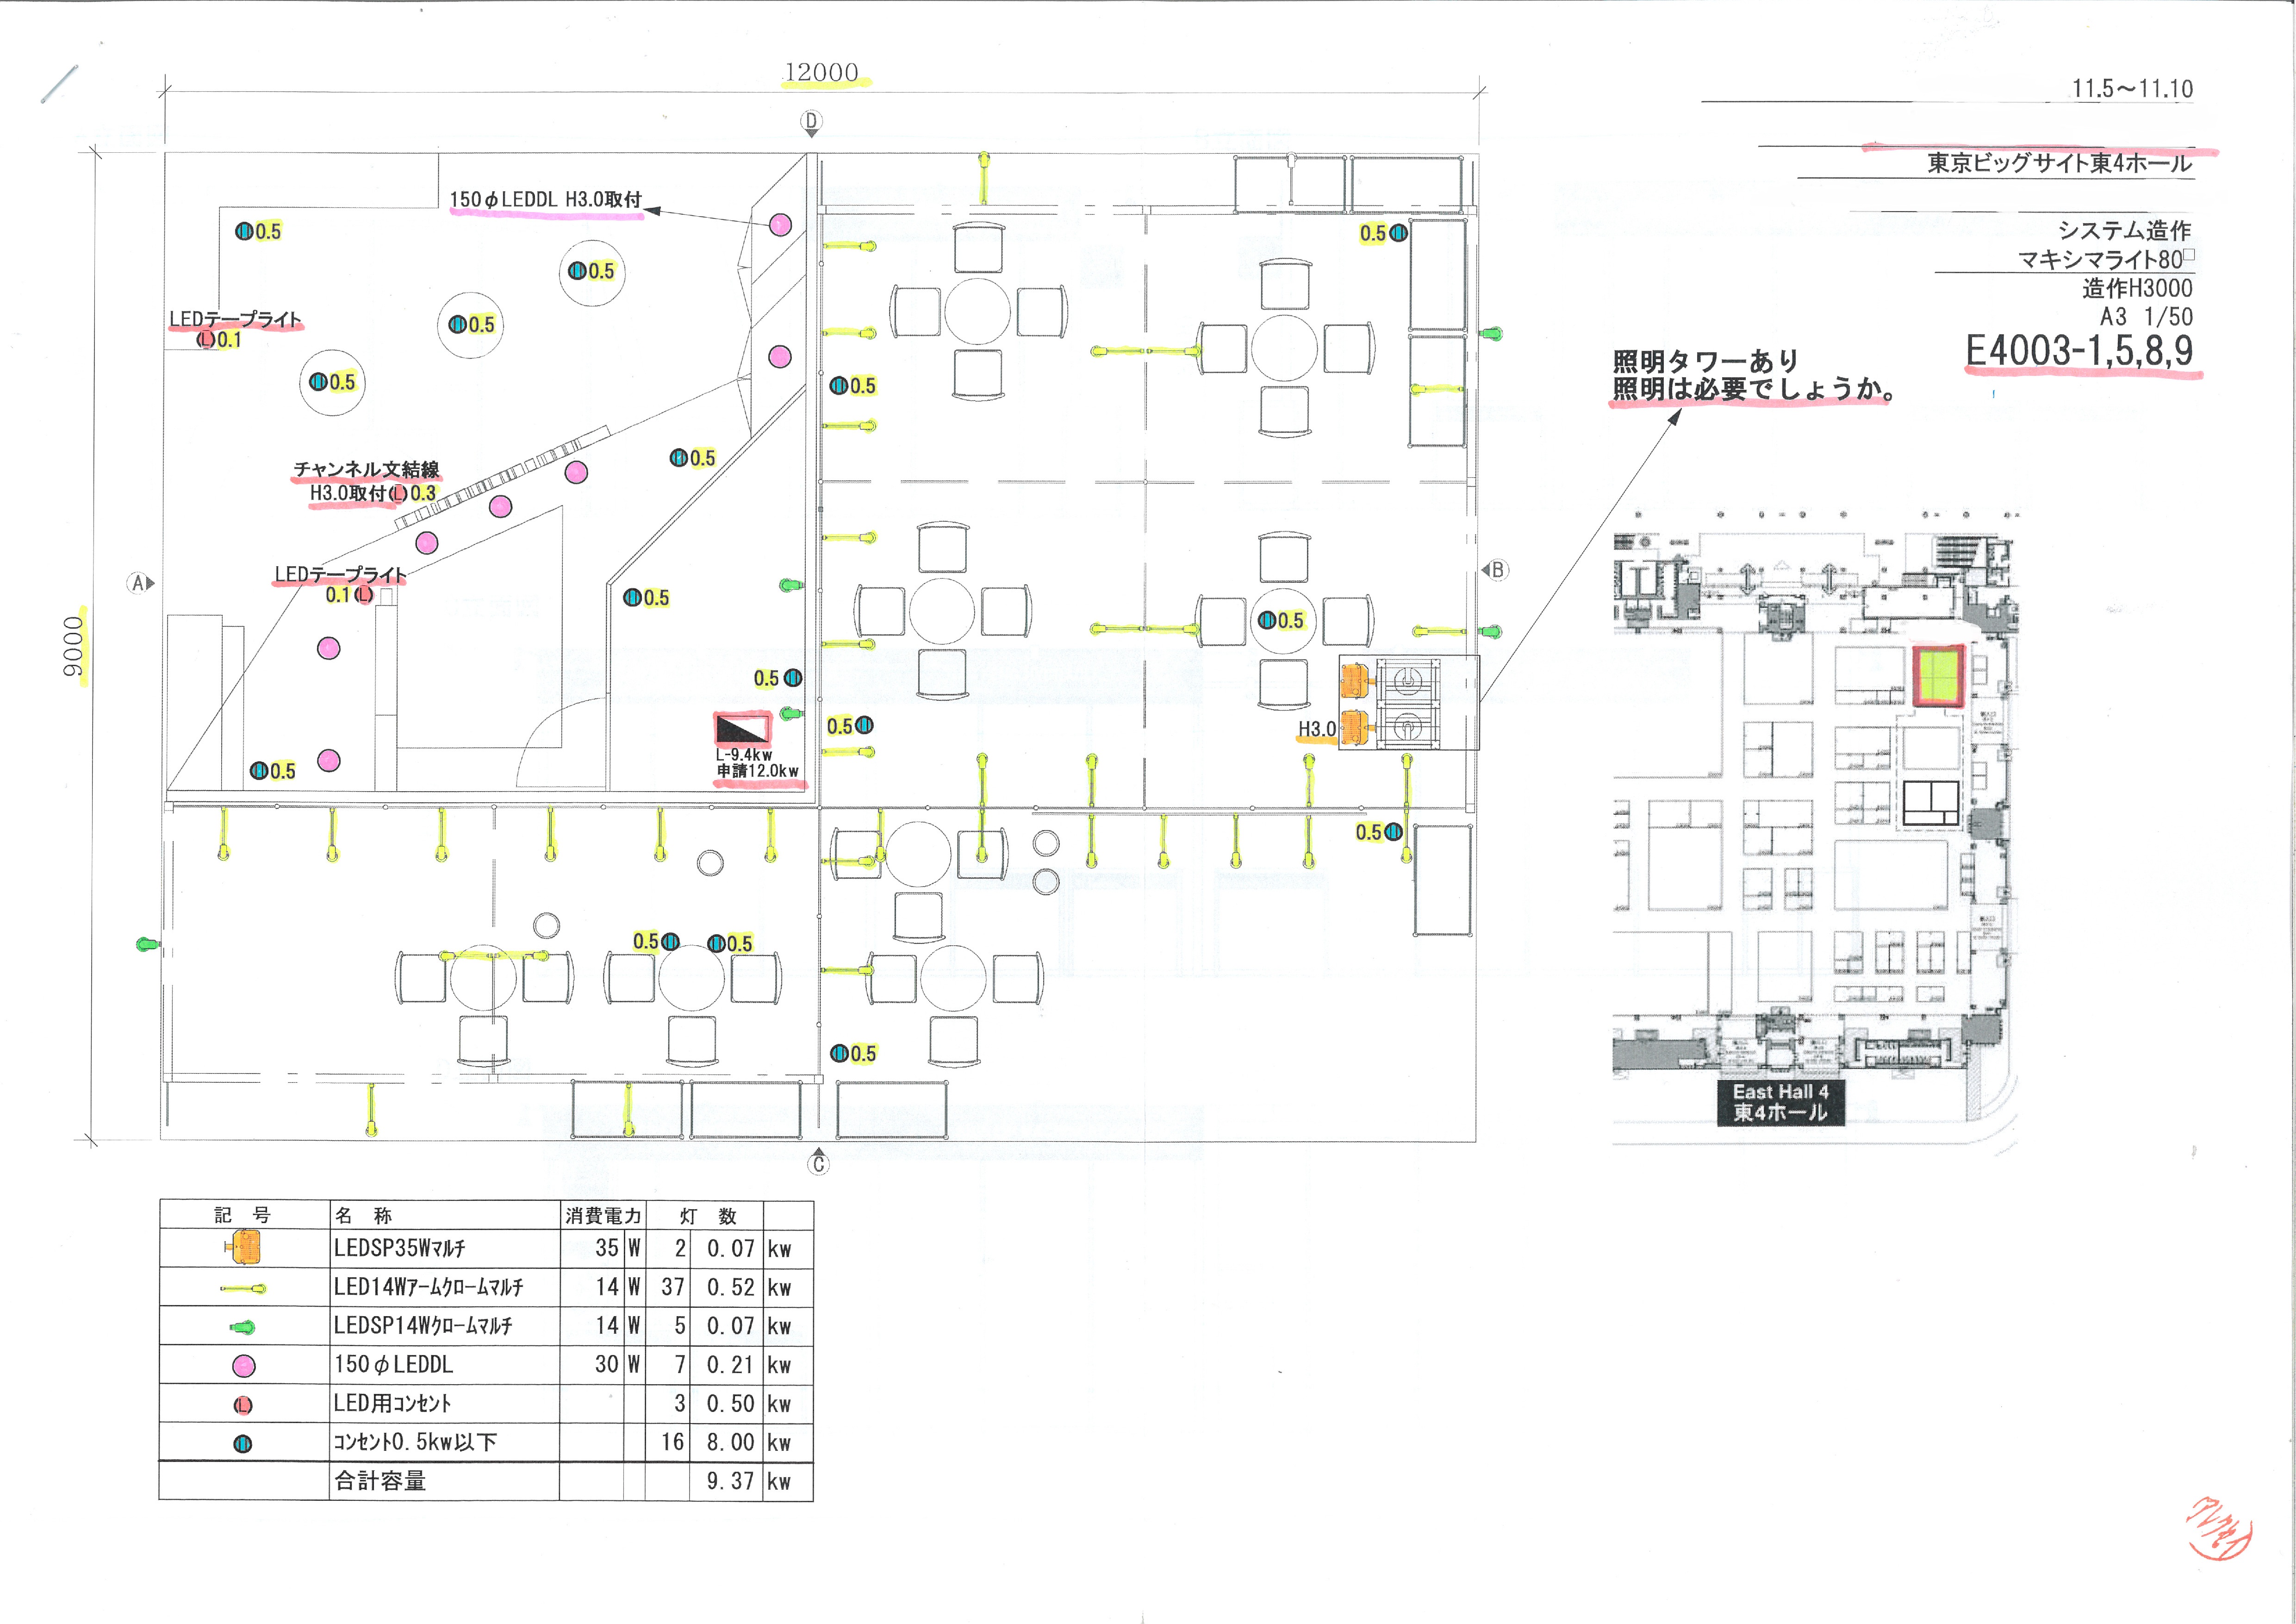 12000
9000
11.5～11.10
東京ビッグサイト東4ホール
システム造作
マキシマライト80□
造作H3000
A3 1/50
E4003-1,5,8,9
D
A
B
C
150φLEDDL H3.0取付
0.5
0.5
0.5
0.5
LEDテープライト
(L)0.1
チャンネル文結線
H3.0取付(L)0.3
LEDテープライト
0.1(L)
0.5
0.5
0.5
0.5
L-9.4kw
申請12.0kw
0.5
0.5
0.5
0.5
H3.0
0.5
0.5
0.5
0.5
照明タワーあり
照明は必要でしょうか。
East Hall 4
東4ホール
記 号 名 称 消費電力 灯 数
LEDSP35Wﾏﾙﾁ 35 W 2 0.07 kw
LED14Wｱｰﾑｸﾛｰﾑﾏﾙﾁ 14 W 37 0.52 kw
LEDSP14Wｸﾛｰﾑﾏﾙﾁ 14 W 5 0.07 kw
150φLEDDL 30 W 7 0.21 kw
(L) LED用ｺﾝｾﾝﾄ 3 0.50 kw
ｺﾝｾﾝﾄ0.5kw以下 16 8.00 kw
合計容量 9.37 kw